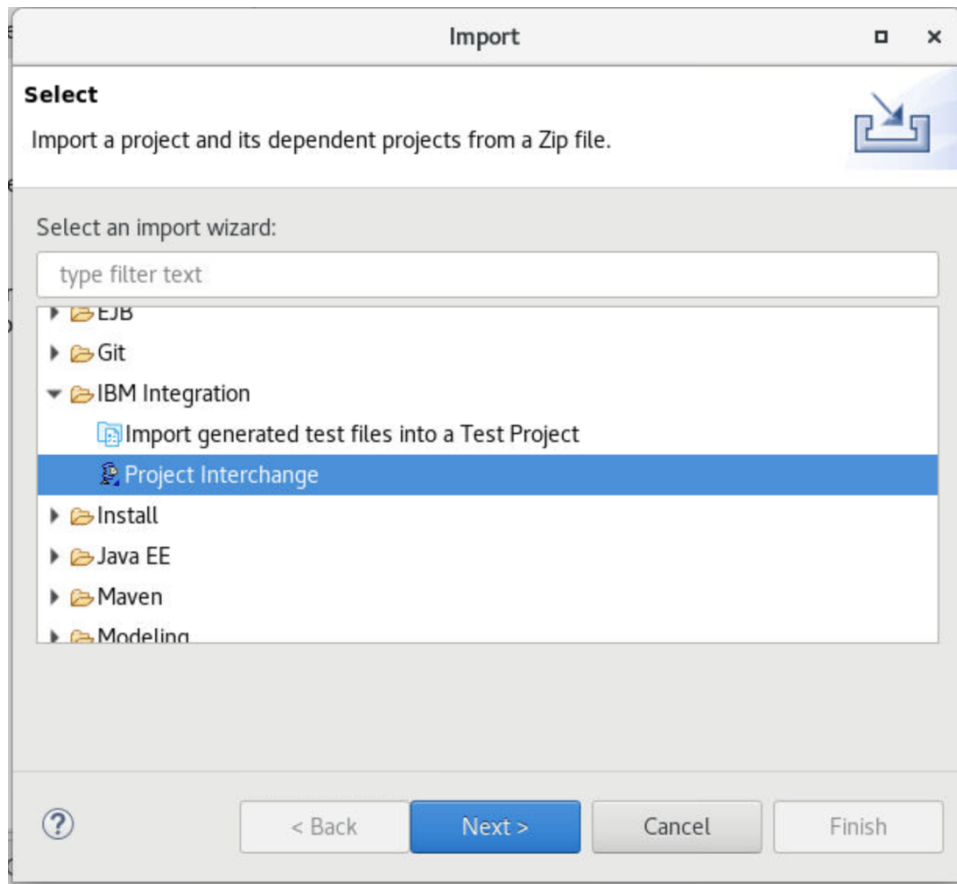 Import
Select
Import a project and its dependent projects from a Zip file.
Select an import wizard:
type filter text
EJB
Git
IBM Integration
Import generated test files into a Test Project
Project Interchange
Install
Java EE
Maven
Modeling
? < Back Next > Cancel Finish